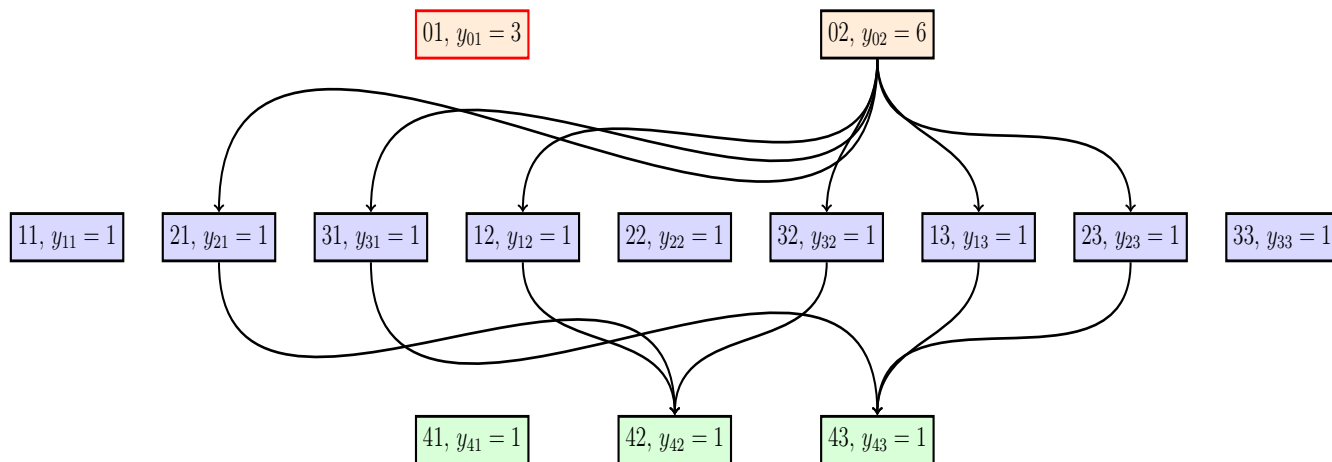 01, y₀₁ = 3
02, y₀₂ = 6
11, y₁₁ = 1
21, y₂₁ = 1
31, y₃₁ = 1
12, y₁₂ = 1
22, y₂₂ = 1
32, y₃₂ = 1
13, y₁₃ = 1
23, y₂₃ = 1
33, y₃₃ = 1
41, y₄₁ = 1
42, y₄₂ = 1
43, y₄₃ = 1